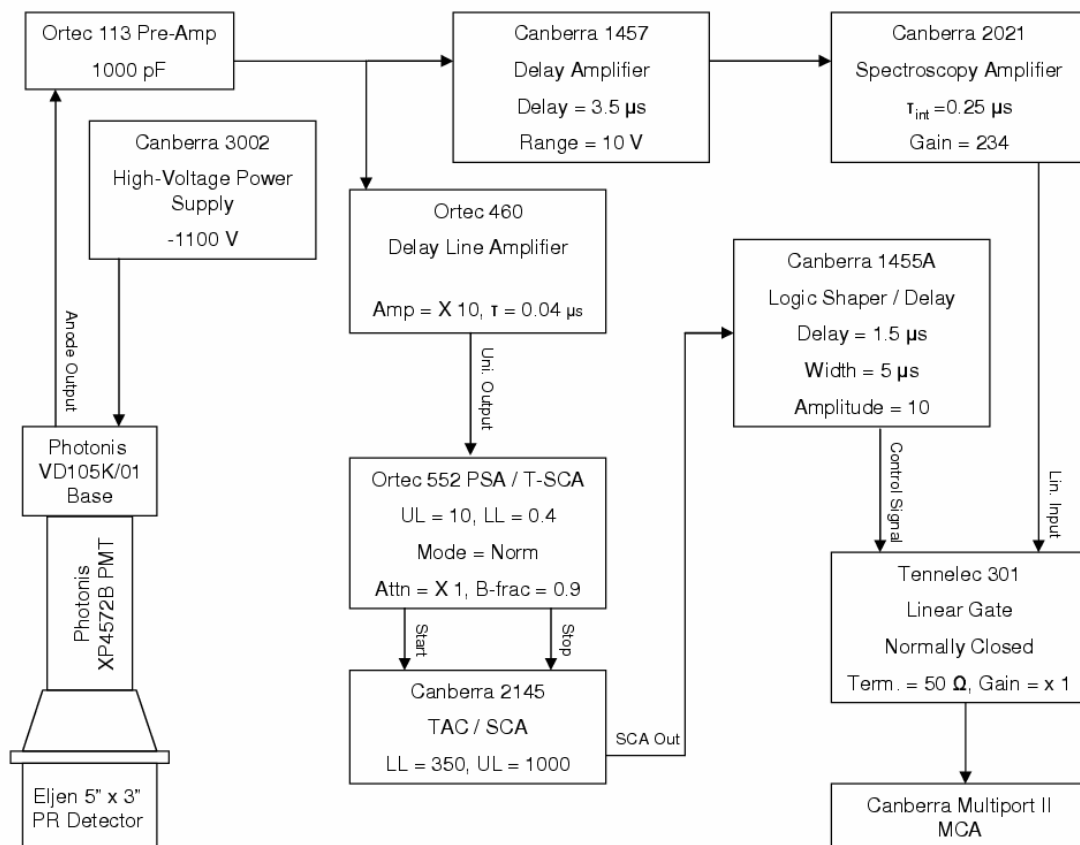 Ortec 113 Pre-Amp
1000 pF
Canberra 1457
Delay Amplifier
Delay = 3.5 µs
Range = 10 V
Canberra 2021
Spectroscopy Amplifier
τint =0.25 µs
Gain = 234
Canberra 3002
High-Voltage Power
Supply
-1100 V
Ortec 460
Delay Line Amplifier
Amp = X 10, τ = 0.04 µs
Canberra 1455A
Logic Shaper / Delay
Delay = 1.5 µs
Width = 5 µs
Amplitude = 10
Anode Output
Uni. Output
Photonis
VD105K/01
Base
Ortec 552 PSA / T-SCA
UL = 10, LL = 0.4
Mode = Norm
Attn = X 1, B-frac = 0.9
Control Signal
Lin. Input
Photonis
XP4572B PMT
Start
Stop
Tennelec 301
Linear Gate
Normally Closed
Term. = 50 Ω, Gain = x 1
Canberra 2145
TAC / SCA
LL = 350, UL = 1000
SCA Out
Eljen 5" x 3"
PR Detector
Canberra Multiport II
MCA